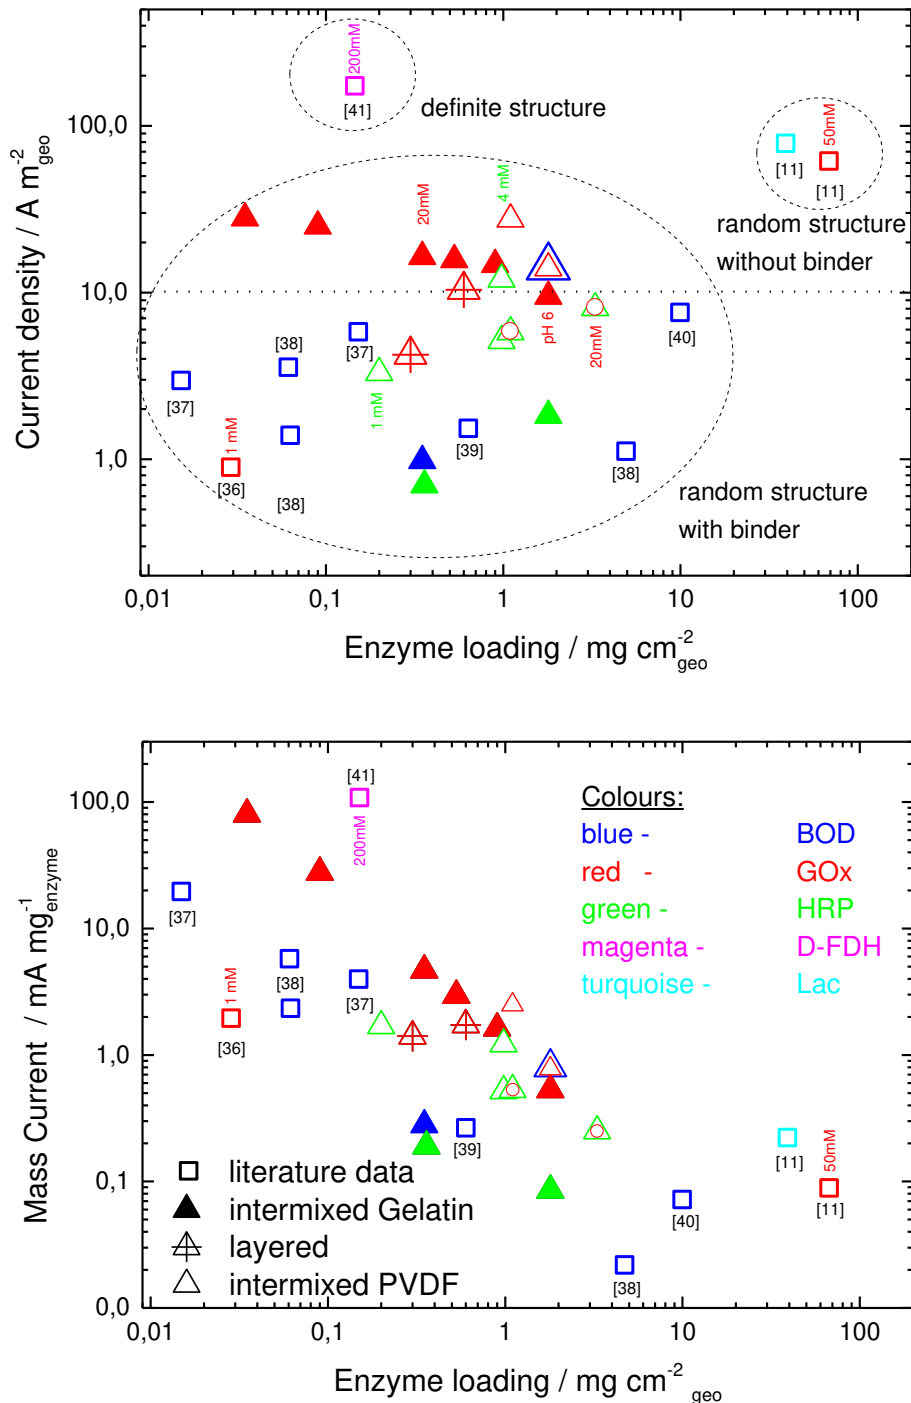 200mM
[41]
definite structure
100,0
50mM
[11]
[11]
random structure
without binder
4 mM
20mM
10,0
pH 6
20mM
[40]
[38]
[37]
[37]
1 mM
1 mM
[39]
[38]
1,0
[36]
[38]
random structure
with binder
Current density / A m-2geo
0,01 0,1 1 10 100
Enzyme loading / mg cm-2geo
[41]
100,0
200mM
Colours:
blue - BOD
red - GOx
green - HRP
magenta - D-FDH
turquoise - Lac
[37]
10,0
1 mM
[38]
[37]
[36]
1,0
[39]
[11]
50mM
0,1
[11]
[40]
[38]
literature data
intermixed Gelatin
layered
intermixed PVDF
0,0
Mass Current / mA mg-1enzyme
0,01 0,1 1 10 100
Enzyme loading / mg cm-2 geo